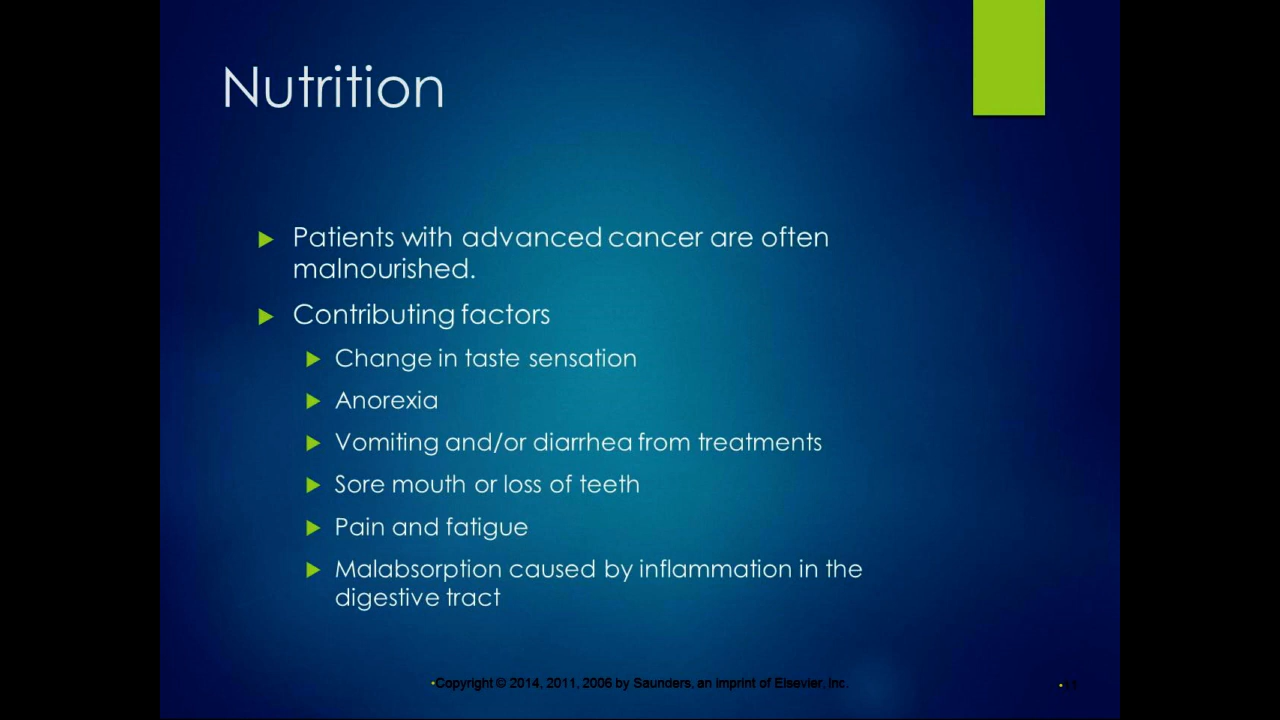 Nutrition
Patients with advanced cancer are often
malnourished.
Contributing factors
Change in taste sensation
Anorexia
Vomiting and/or diarrhea from treatments
Sore mouth or loss of teeth
Pain and fatigue
Malabsorption caused by inflammation in the
digestive tract
•Copyright © 2014, 2011, 2006 by Saunders, an imprint of Elsevier, Inc.